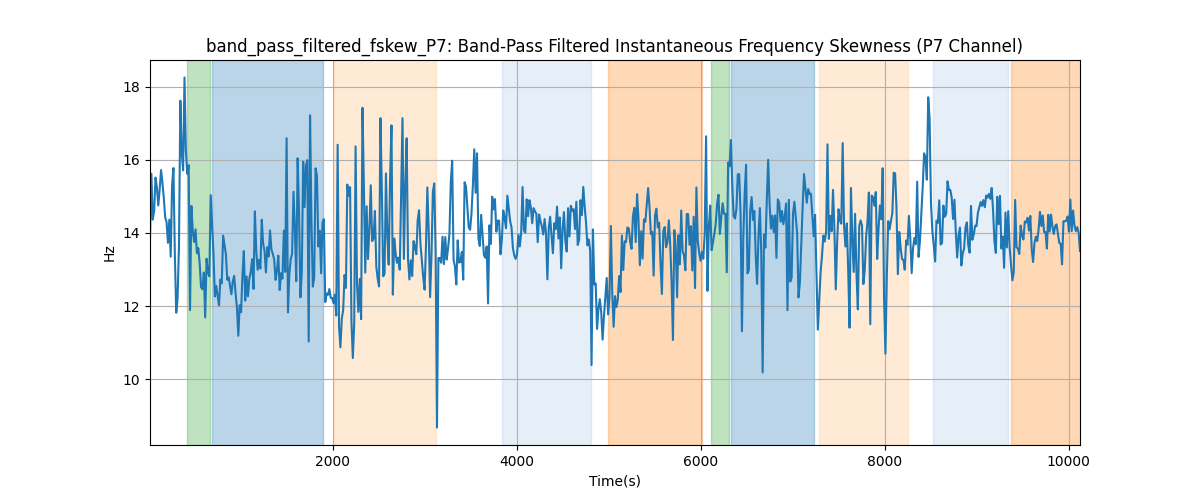 band_pass_filtered_fskew_P7: Band-Pass Filtered Instantaneous Frequency Skewness (P7 Channel)
18
16
14
12
10
Hz
2000 4000 6000 8000 10000
Time(s)